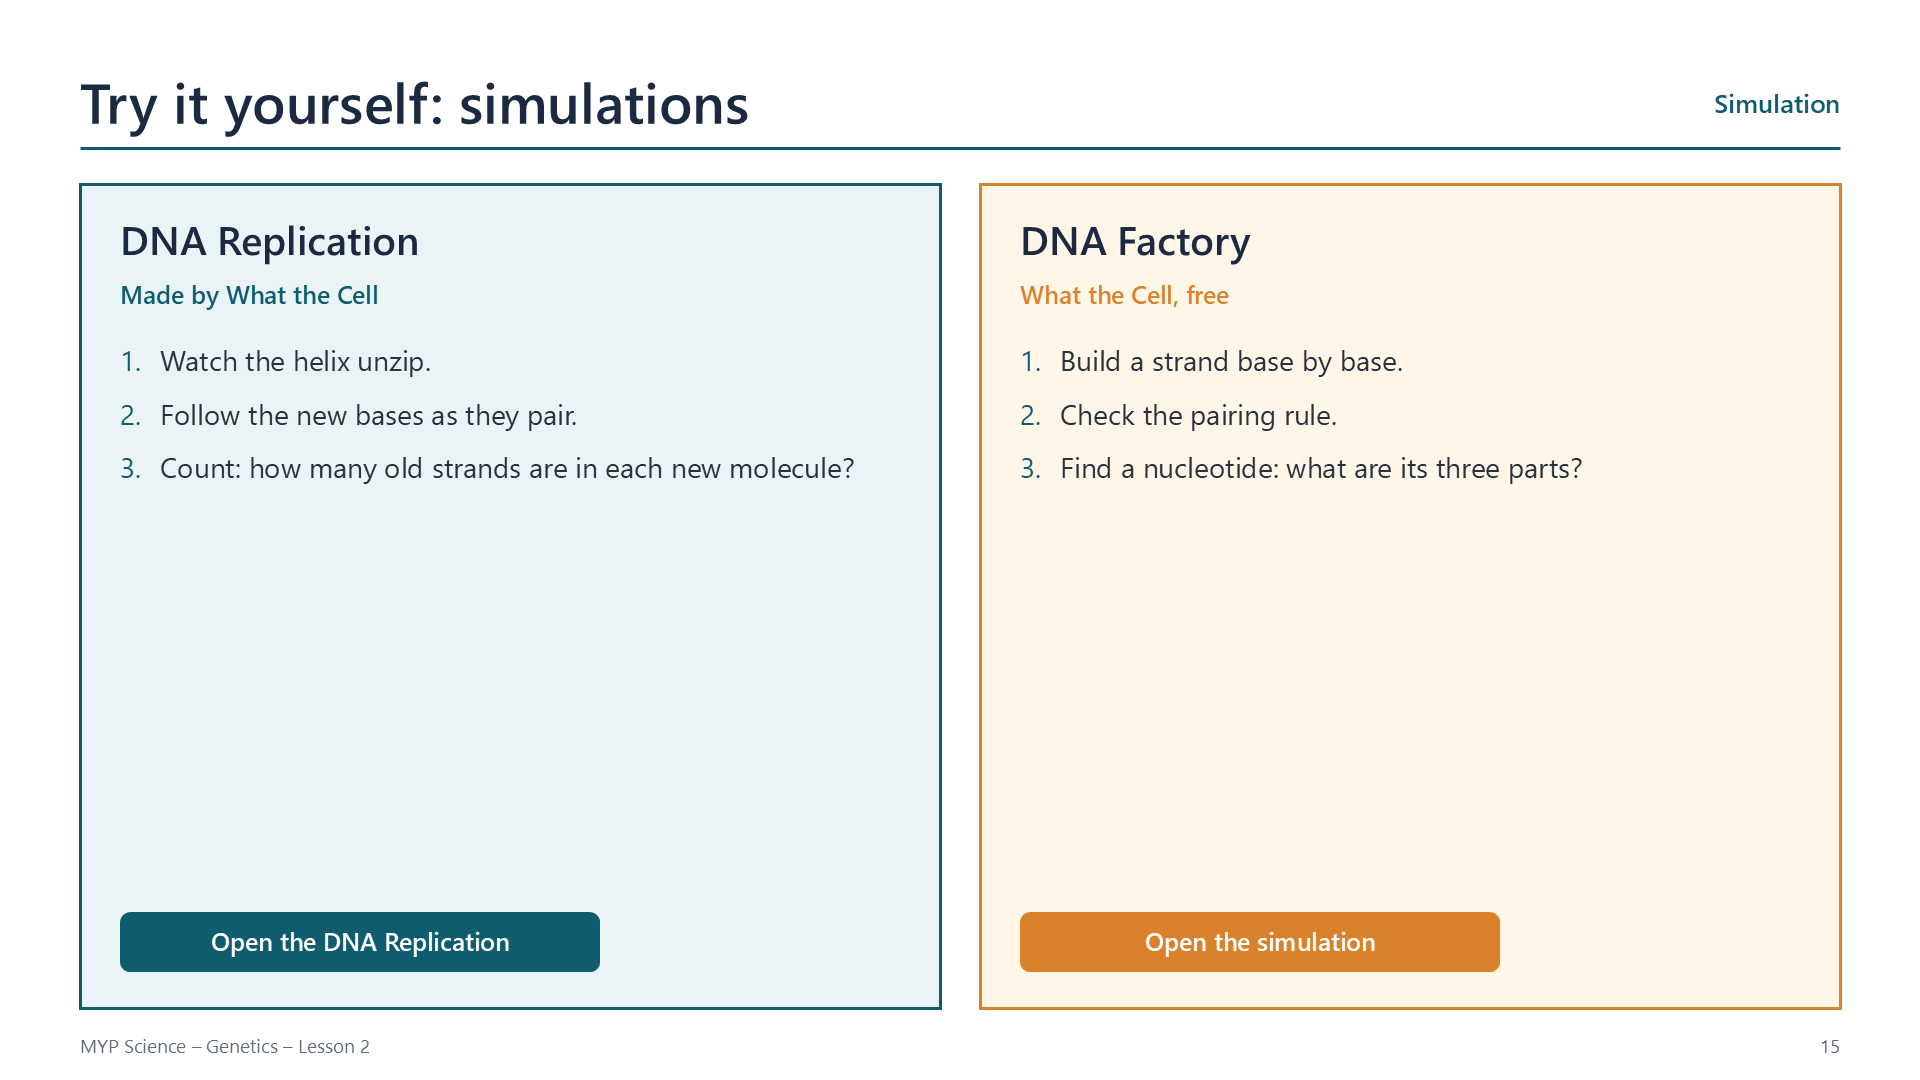 Try it yourself: simulations
Simulation
DNA Replication
Made by What the Cell
1. Watch the helix unzip.
2. Follow the new bases as they pair.
3. Count: how many old strands are in each new molecule?
Open the DNA Replication
DNA Factory
What the Cell, free
1. Build a strand base by base.
2. Check the pairing rule.
3. Find a nucleotide: what are its three parts?
Open the simulation
MYP Science – Genetics – Lesson 2
15